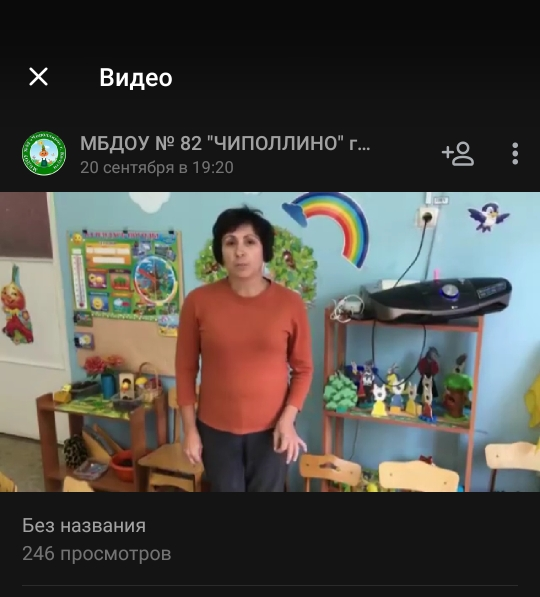 Видео
МБДОУ № 82 "ЧИПОЛЛИНО" г...
20 сентября в 19:20
Без названия
246 просмотров